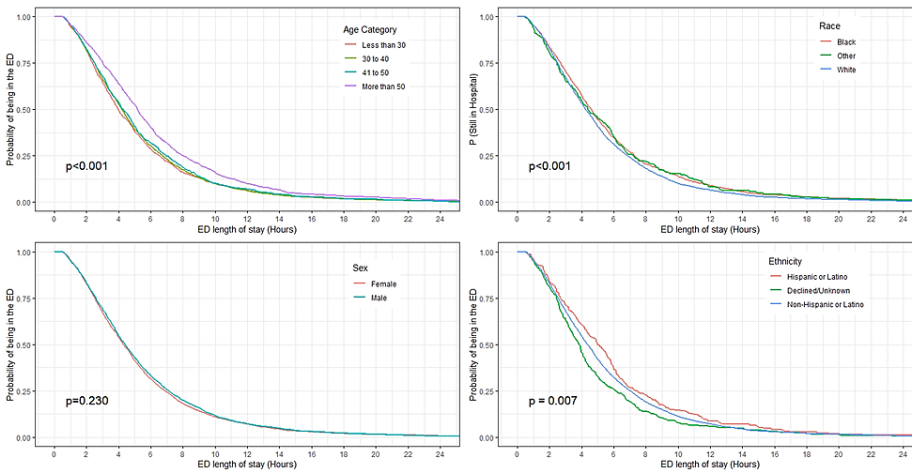 Age Category
Less than 30
30 to 40
41 to 50
More than 50
Probability of being in the ED
1.00
0.75
0.50
0.25
0.00
p<0.001
0 2 4 6 8 10 12 14 16 18 20 22 24
ED length of stay (Hours)
Race
Black
Other
White
P (Still in Hospital)
1.00
0.75
0.50
0.25
0.00
p<0.001
0 2 4 6 8 10 12 14 16 18 20 22 24
ED length of stay (Hours)
Sex
Female
Male
Probability of being in the ED
1.00
0.75
0.50
0.25
0.00
p=0.230
0 2 4 6 8 10 12 14 16 18 20 22 24
ED length of stay (Hours)
Ethnicity
Hispanic or Latino
Declined/Unknown
Non-Hispanic or Latino
Probability of being in the ED
1.00
0.75
0.50
0.25
0.00
p = 0.007
0 2 4 6 8 10 12 14 16 18 20 22 24
ED length of stay (Hours)